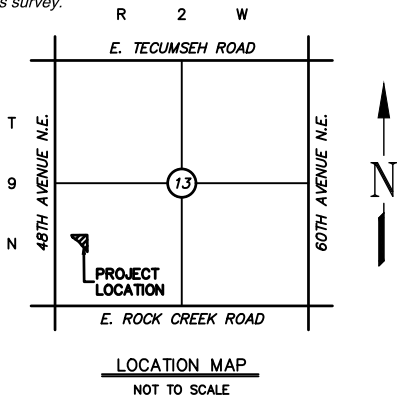 s survey.
R 2 W
E. TECUMSEH ROAD
T
9
N
48TH AVENUE N.E.
13
60TH AVENUE N.E.
N
PROJECT
LOCATION
E. ROCK CREEK ROAD
LOCATION MAP
NOT TO SCALE